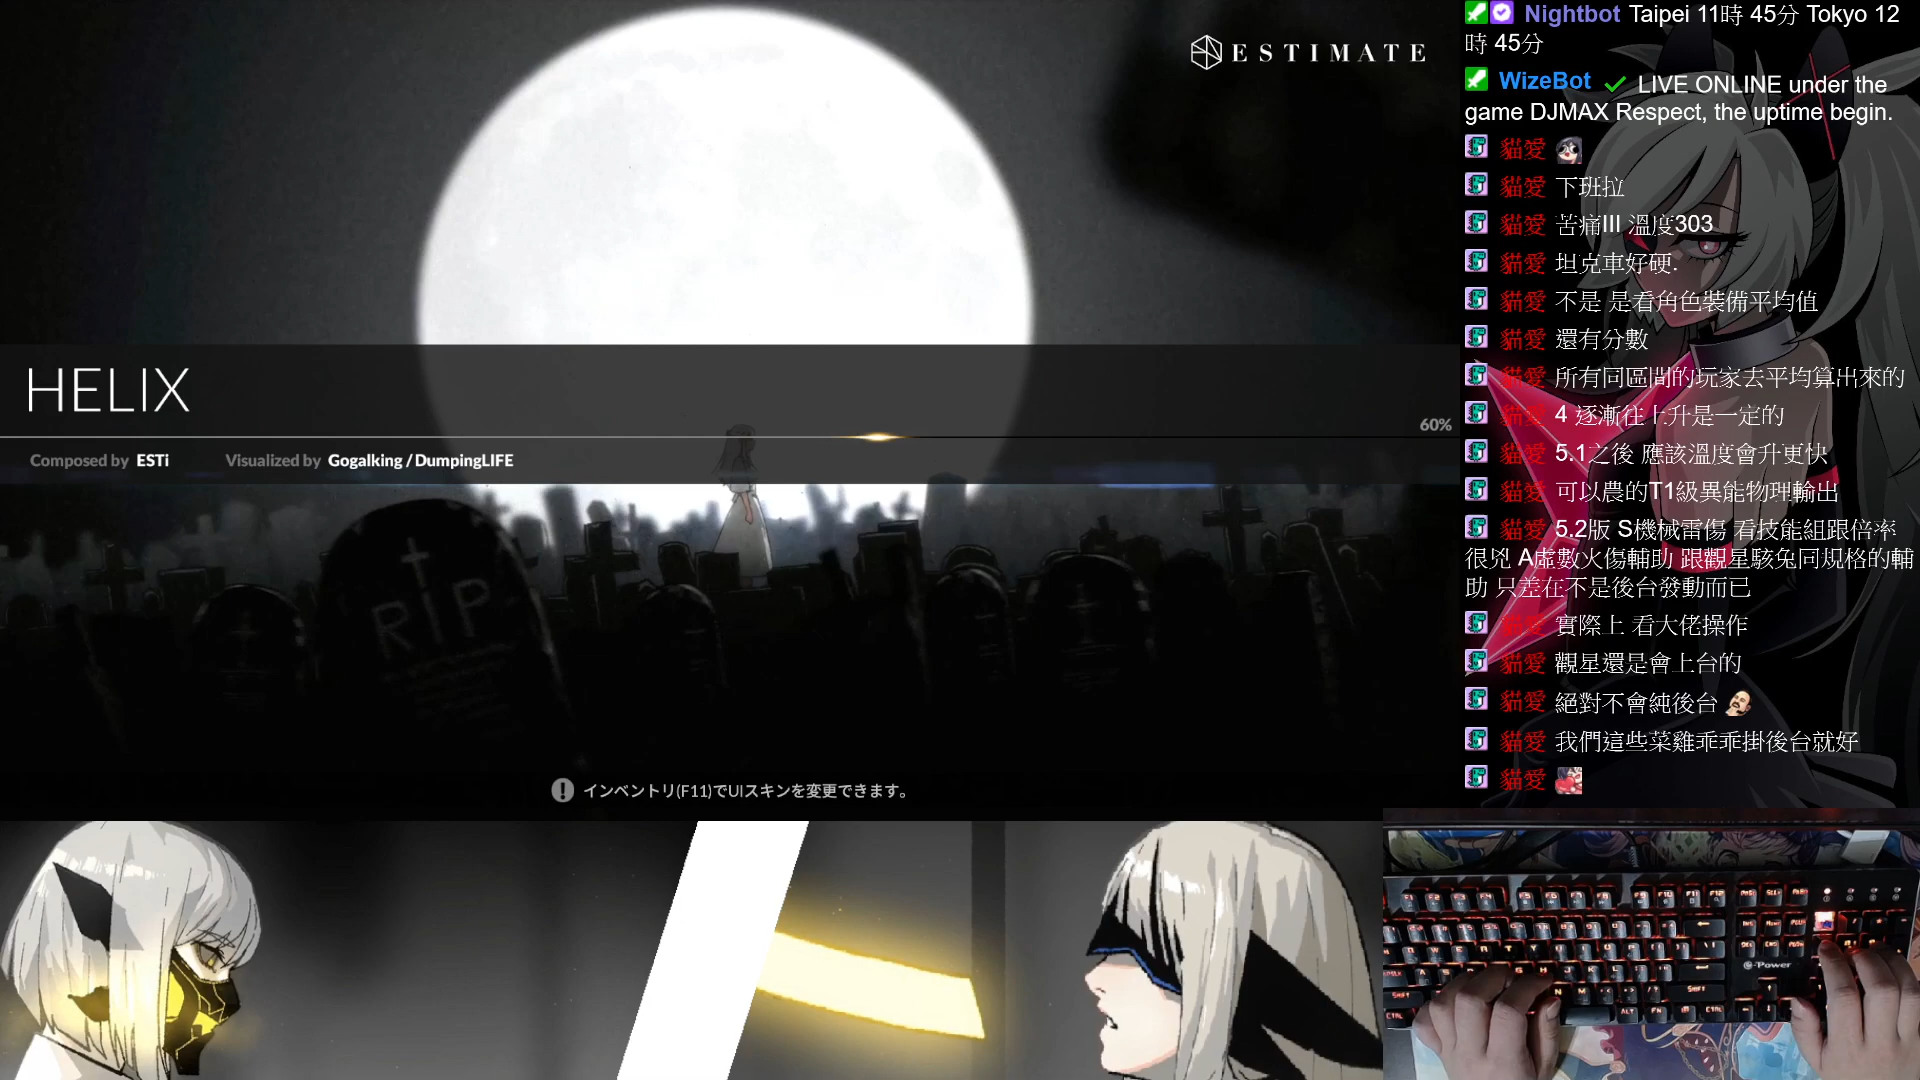 ESTIMATE
HELIX
60%
Composed by ESTi Visualized by Gogalking / DumpingLIFE
RIP
インベントリ(F11)でUIスキンを変更できます。
Nightbot Taipei 11時 45分 Tokyo 12
時 45分
WizeBot LIVE ONLINE under the
game DJMAX Respect, the uptime begin.
貓愛
貓愛 下班拉
貓愛 苦痛III 溫度303
貓愛 坦克車好硬.
貓愛 不是 是看角色裝備平均值
貓愛 還有分數
貓愛 所有同區間的玩家去平均算出來的
貓愛 4 逐漸往上升是一定的
貓愛 5.1之後 應該溫度會升更快
貓愛 可以農的T1級異能物理輸出
貓愛 5.2版 S機械雷傷 看技能組跟倍率
很兇 A虛數火傷輔助 跟觀星駭兔同規格的輔
助 只差在不是後台發動而已
貓愛 實際上 看大佬操作
貓愛 觀星還是會上台的
貓愛 絕對不會純後台
貓愛 我們這些菜雞乖乖掛後台就好
貓愛
e-Power